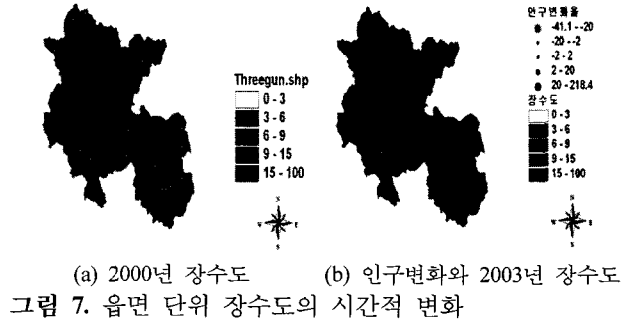 Threegun.shp
0 - 3
3 - 6
6 - 9
9 - 15
15 - 100
N
W
E
S
인구변화율
-41.1 - -20
-20 - -2
-2 - 2
2 - 20
20 - 218.4
장수도
0 - 3
3 - 6
6 - 9
9 - 15
15 - 100
N
W
E
S
(a) 2000년 장수도
(b) 인구변화와 2003년 장수도
그림 7. 읍면 단위 장수도의 시간적 변화